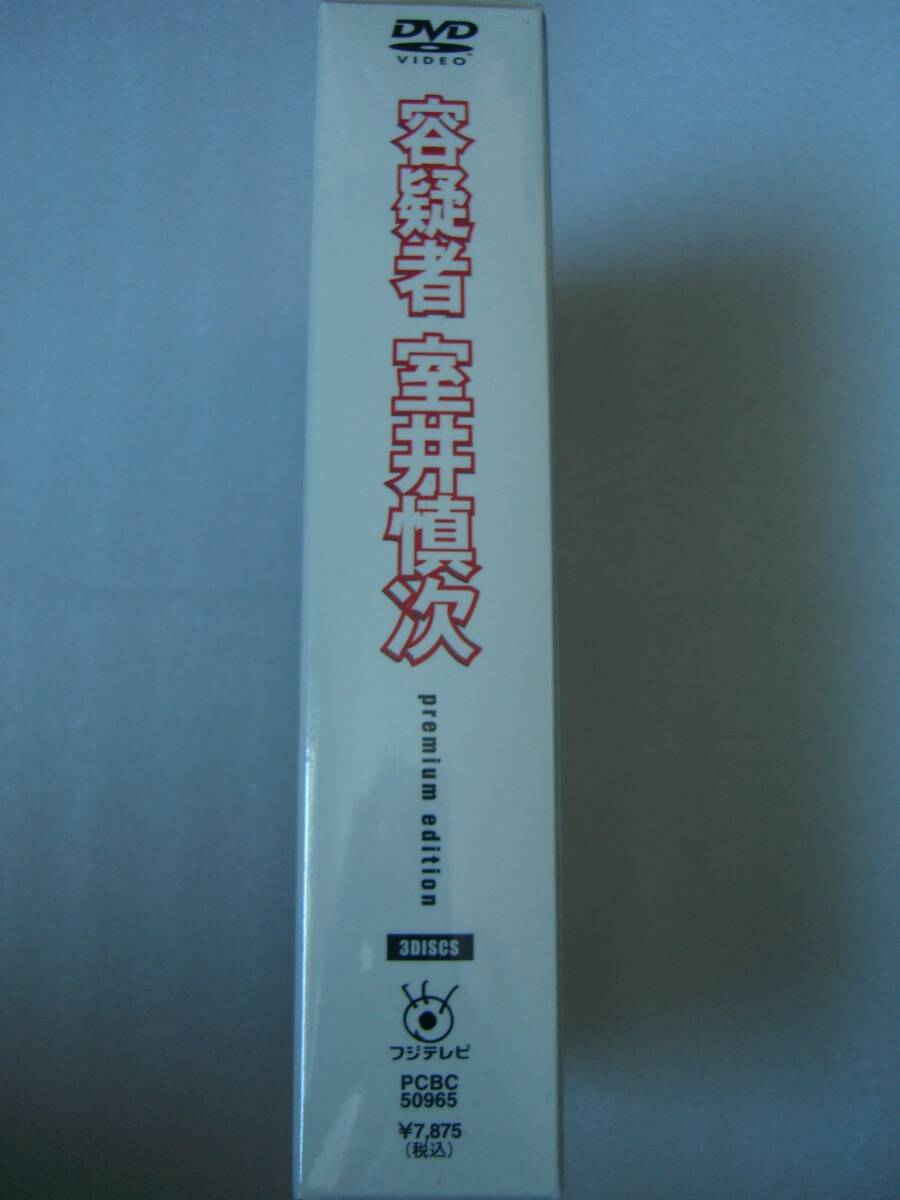 DVD
VIDEO™
容疑者 室井慎次
premium edition
3DISCS
フジテレビ
PCBC
50965
¥7,875
(税込)